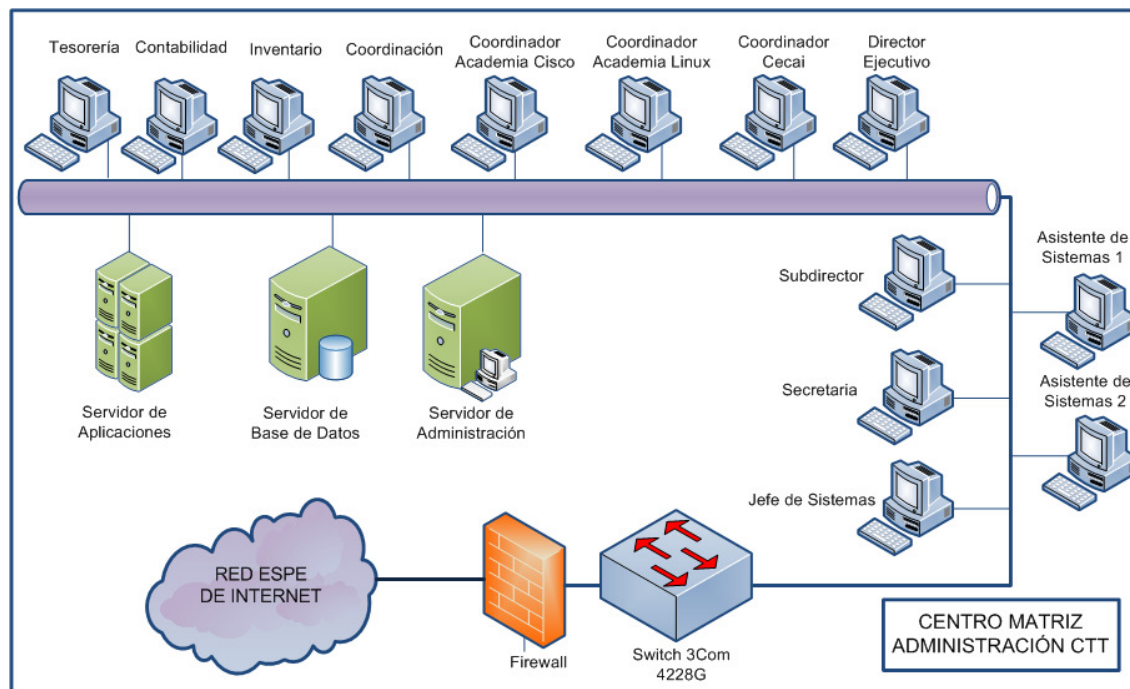 Tesorería
Contabilidad
Inventario
Coordinación
Coordinador
Academia Cisco
Coordinador
Academia Linux
Coordinador
Cecai
Director
Ejecutivo
Subdirector
Asistente de
Sistemas 1
Secretaria
Asistente de
Sistemas 2
Jefe de Sistemas
Servidor de
Aplicaciones
Servidor de
Base de Datos
Servidor de
Administración
RED ESPE
DE INTERNET
Firewall
Switch 3Com
4228G
CENTRO MATRIZ
ADMINISTRACIÓN CTT